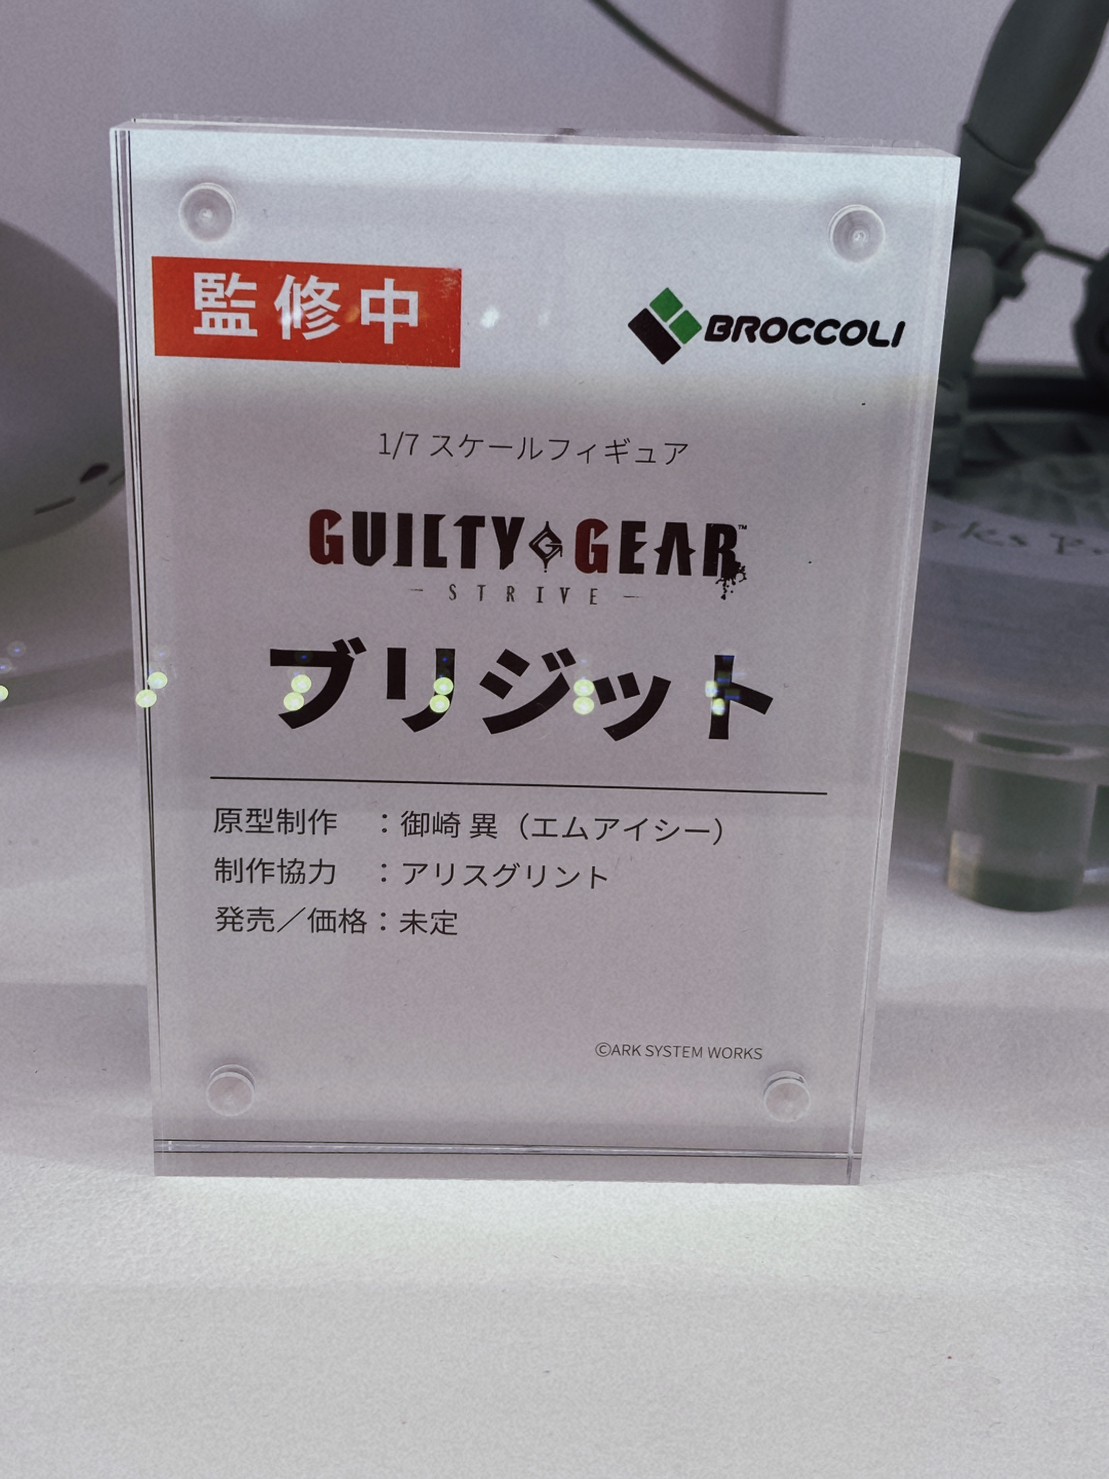 監修中
BROCCOLI
1/7 スケールフィギュア
GUILTY GEAR™
– STRIVE –
ブリジット
原型制作　：御崎 異（エムアイシー）
制作協力　：アリスグリント
発売／価格：未定
©ARK SYSTEM WORKS